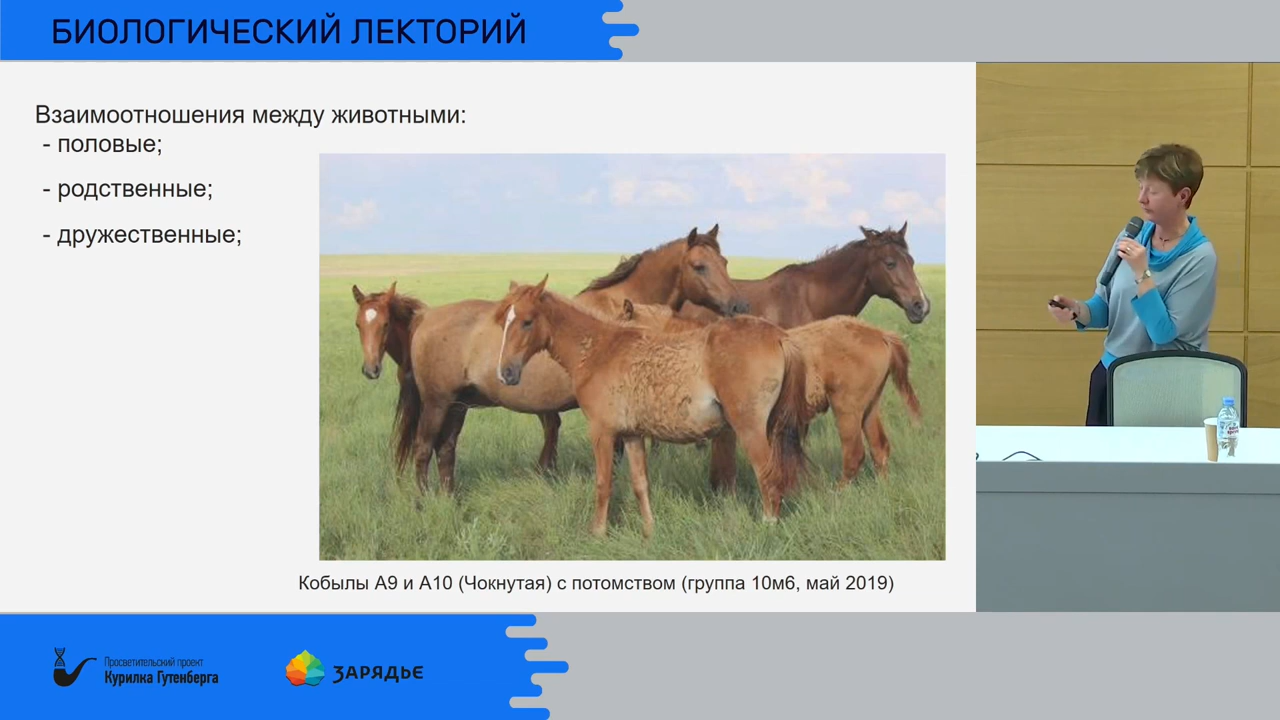 БИОЛОГИЧЕСКИЙ ЛЕКТОРИЙ
Взаимоотношения между животными:
- половые;
- родственные;
- дружественные;
Кобылы А9 и А10 (Чокнутая) с потомством (группа 10м6, май 2019)
Просветительский проект
Курилка Гутенберга
ЗАРЯДЬЕ